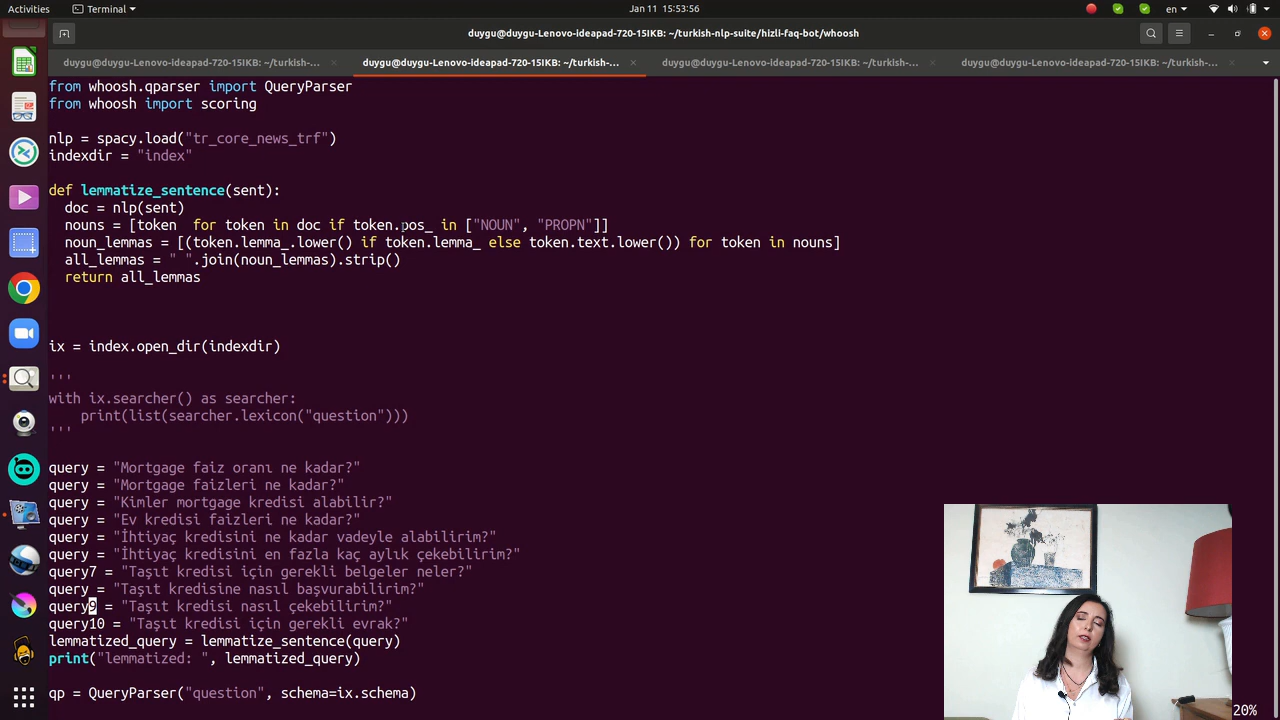 Activities
Terminal
Jan 11 15:53:56
en
duygu@duygu-Lenovo-ideapad-720-15IKB: ~/turkish-nlp-suite/hizli-faq-bot/whoosh
duygu@duygu-Lenovo-ideapad-720-15IKB: ~/turkish-...
duygu@duygu-Lenovo-ideapad-720-15IKB: ~/turkish-...
duygu@duygu-Lenovo-ideapad-720-15IKB: ~/turkish-...
duygu@duygu-Lenovo-ideapad-720-15IKB: ~/turkish-...
from whoosh.qparser import QueryParser
from whoosh import scoring
nlp = spacy.load("tr_core_news_trf")
indexdir = "index"
def lemmatize_sentence(sent):
doc = nlp(sent)
nouns = [token  for token in doc if token.pos_ in ["NOUN", "PROPN"]]
noun_lemmas = [(token.lemma_.lower() if token.lemma_ else token.text.lower()) for token in nouns]
all_lemmas = " ".join(noun_lemmas).strip()
return all_lemmas
ix = index.open_dir(indexdir)
'''
with ix.searcher() as searcher:
print(list(searcher.lexicon("question")))
'''
query = "Mortgage faiz oranı ne kadar?"
query = "Mortgage faizleri ne kadar?"
query = "Kimler mortgage kredisi alabilir?"
query = "Ev kredisi faizleri ne kadar?"
query = "İhtiyaç kredisini ne kadar vadeyle alabilirim?"
query = "İhtiyaç kredisini en fazla kaç aylık çekebilirim?"
query7 = "Taşıt kredisi için gerekli belgeler neler?"
query = "Taşıt kredisine nasıl başvurabilirim?"
query9 = "Taşıt kredisi nasıl çekebilirim?"
query10 = "Taşıt kredisi için gerekli evrak?"
lemmatized_query = lemmatize_sentence(query)
print("lemmatized: ", lemmatized_query)
qp = QueryParser("question", schema=ix.schema)
20%